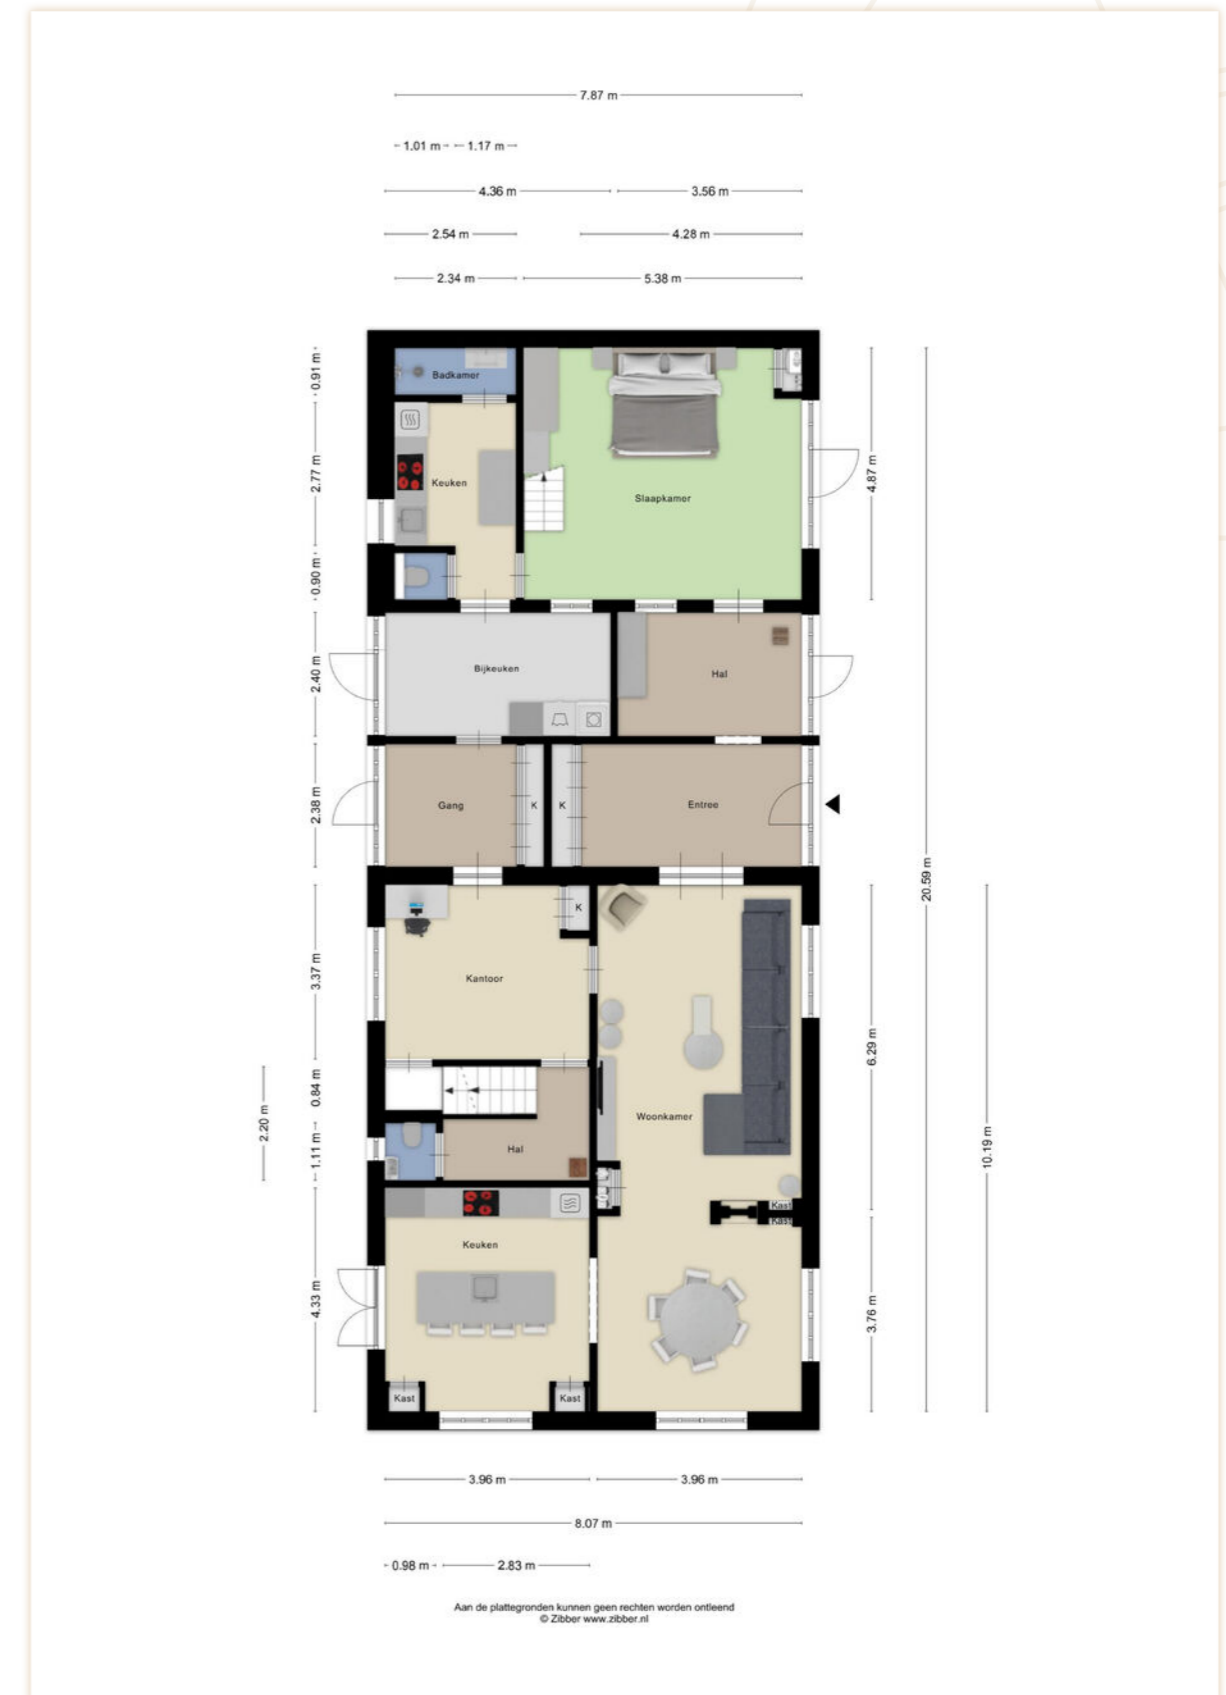 7.87 m
1.01 m
1.17 m
4.36 m
3.56 m
2.54 m
4.28 m
2.34 m
5.38 m
0.91 m
Badkamer
2.77 m
Keuken
Slaapkamer
4.87 m
0.90 m
2.40 m
Bijkeuken
Hal
2.38 m
Gang
K
K
Entree
20.59 m
K
3.37 m
Kantoor
6.29 m
2.20 m
0.84 m
Woonkamer
1.11 m
Hal
10.19 m
Kast
Kast
Keuken
4.33 m
3.76 m
Kast
Kast
3.96 m
3.96 m
8.07 m
0.98 m
2.83 m
Aan de plattegronden kunnen geen rechten worden ontleend
© Zibber www.zibber.nl